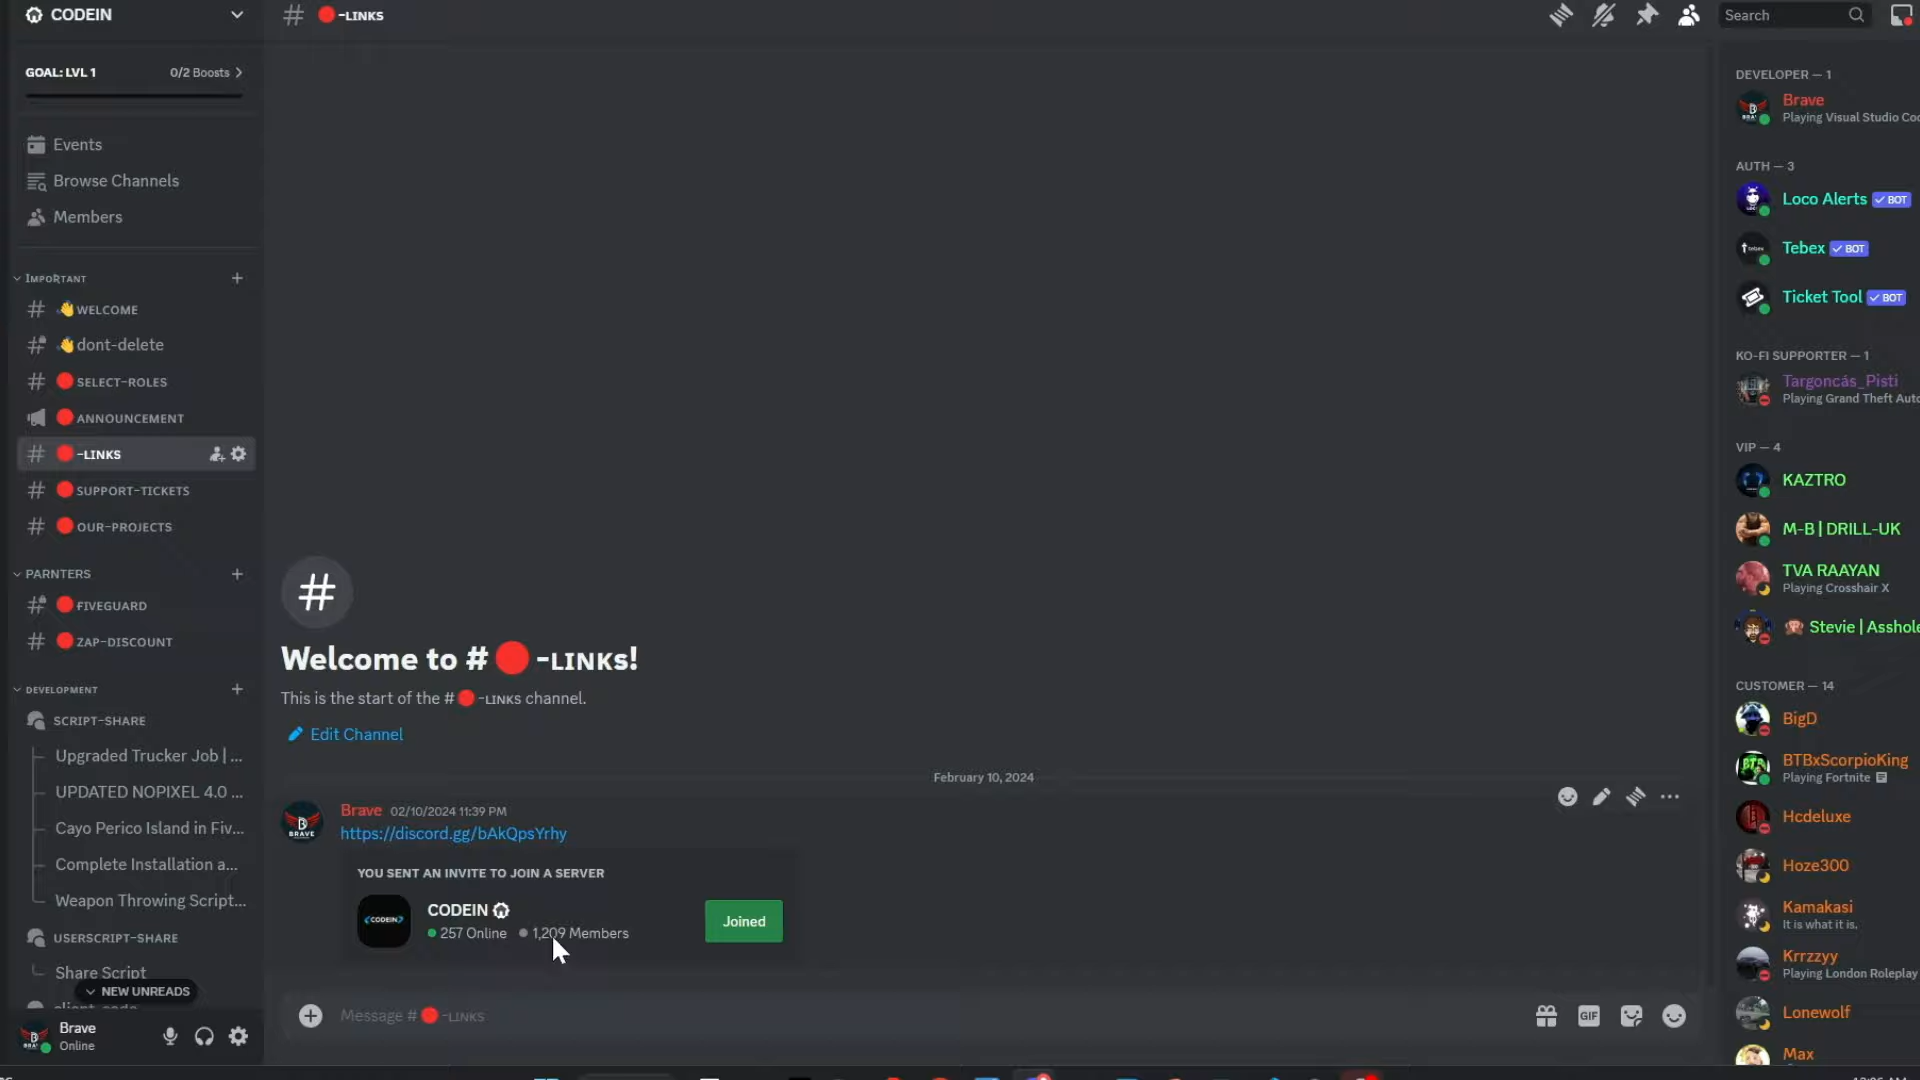 CODEIN
GOAL: LVL 1 0/2 Boosts
Events
Browse Channels
Members
IMPORTANT
WELCOME
dont-delete
SELECT-ROLES
ANNOUNCEMENT
-LINKS
SUPPORT-TICKETS
OUR-PROJECTS
PARNTERS
FIVEGUARD
ZAP-DISCOUNT
DEVELOPMENT
SCRIPT-SHARE
Upgraded Trucker Job | ...
UPDATED NOPIXEL 4.0 ...
Cayo Perico Island in Fiv...
Complete Installation a...
Weapon Throwing Script...
USERSCRIPT-SHARE
Share Script
NEW UNREADS
Brave
Online
-LINKS
Search
Welcome to # -LINKs!
This is the start of the # -LINKS channel.
Edit Channel
February 10, 2024
Brave 02/10/2024 11:39 PM
https://discord.gg/bAkQpsYrhy
YOU SENT AN INVITE TO JOIN A SERVER
<CODEIN?
CODEIN
257 Online 1,209 Members
Joined
Message # -LINKS
GIF
DEVELOPER — 1
Brave
Playing Visual Studio Coc
AUTH — 3
Loco Alerts BOT
Tebex BOT
Ticket Tool BOT
KO-FI SUPPORTER — 1
Targoncás_Pisti
Playing Grand Theft Auto
VIP — 4
KAZTRO
M-B | DRILL-UK
TVA RAAYAN
Playing Crosshair X
Stevie | Asshole
CUSTOMER — 14
BigD
BTBxScorpioKing
Playing Fortnite
Hcdeluxe
Hoze300
Kamakasi
It is what it is.
Krrzzyy
Playing London Roleplay
Lonewolf
Max